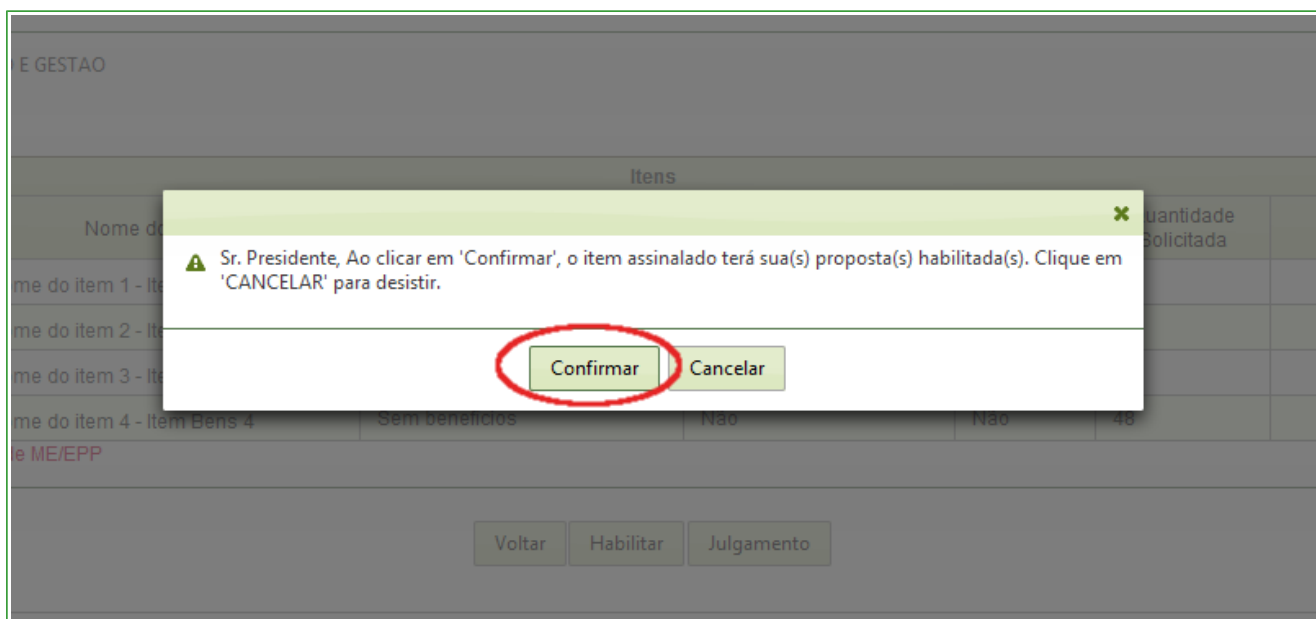 E GESTAO
Itens
Nome do
uantidade
Solicitada
Sr. Presidente, Ao clicar em 'Confirmar', o item assinalado terá sua(s) proposta(s) habilitada(s). Clique em
'CANCELAR' para desistir.
me do item 1 - Ite
me do item 2 - Ite
me do item 3 - Ite
Confirmar Cancelar
me do item 4 - Item Bens 4 Sem benefícios Não Não 48
de ME/EPP
Voltar Habilitar Julgamento